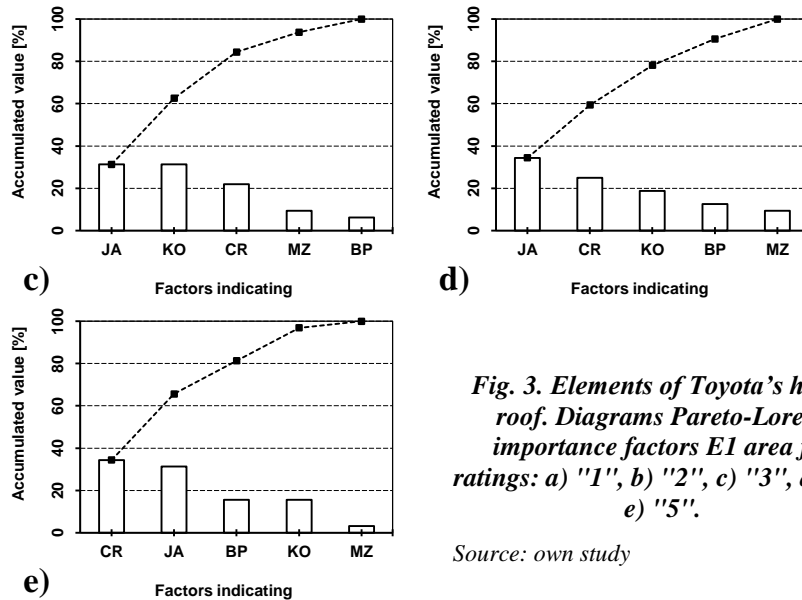 Accumulated value [%]
100
80
60
40
20
0
JA KO CR MZ BP
c)
Factors indicating
Accumulated value [%]
100
80
60
40
20
0
JA CR KO BP MZ
d)
Factors indicating
Accumulated value [%]
100
80
60
40
20
0
CR JA BP KO MZ
e)
Factors indicating
Fig. 3. Elements of Toyota’s h
roof. Diagrams Pareto-Lore
importance factors E1 area
ratings: a) "1", b) "2", c) "3",
e) "5".
Source: own study